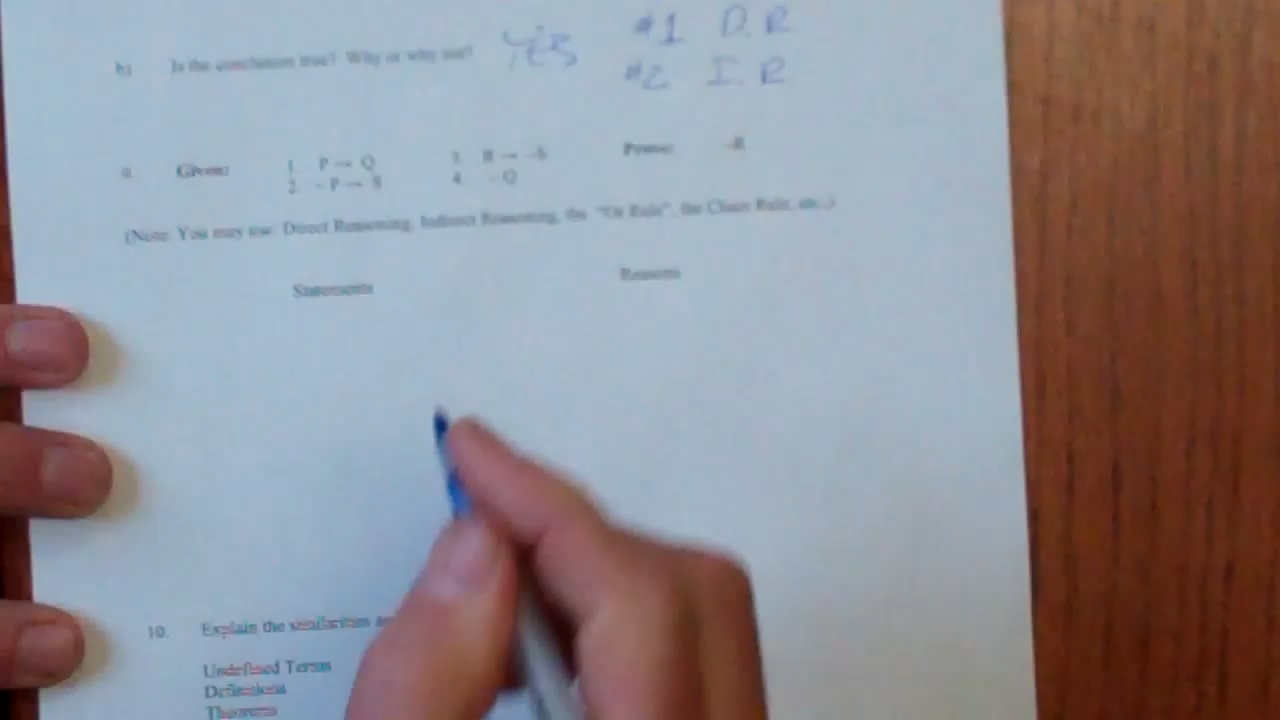 b) Is the conclusion true? Why or why not? Yes #1 D.R
#2 I.R
9. Given: 1. P → Q 3. R → ~S Prove: ~R
2. ~P → S 4. ~Q
(Note: You may use: Direct Reasoning, Indirect Reasoning, the "Or Rule", the Chain Rule, etc.)
Statements Reasons
10. Explain the similarities
Undefined Terms
Definitions
Theorems